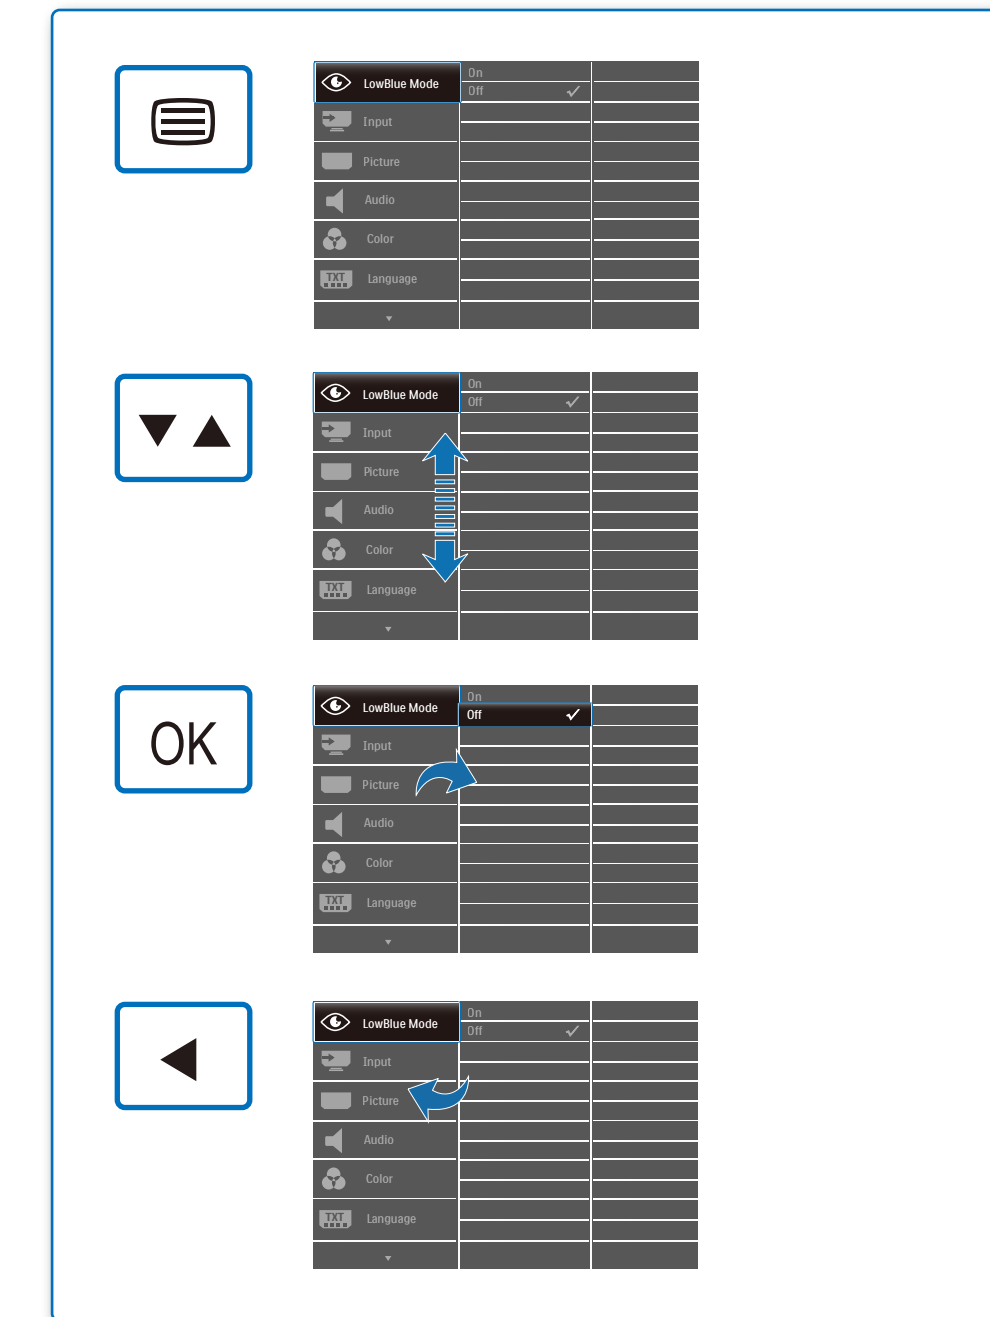 On
LowBlue Mode
Off
Input
Picture
Audio
Color
TXT
Language
On
LowBlue Mode
Off
Input
Picture
Audio
Color
TXT
Language
OK
On
LowBlue Mode
Off
Input
Picture
Audio
Color
TXT
Language
On
LowBlue Mode
Off
Input
Picture
Audio
Color
TXT
Language